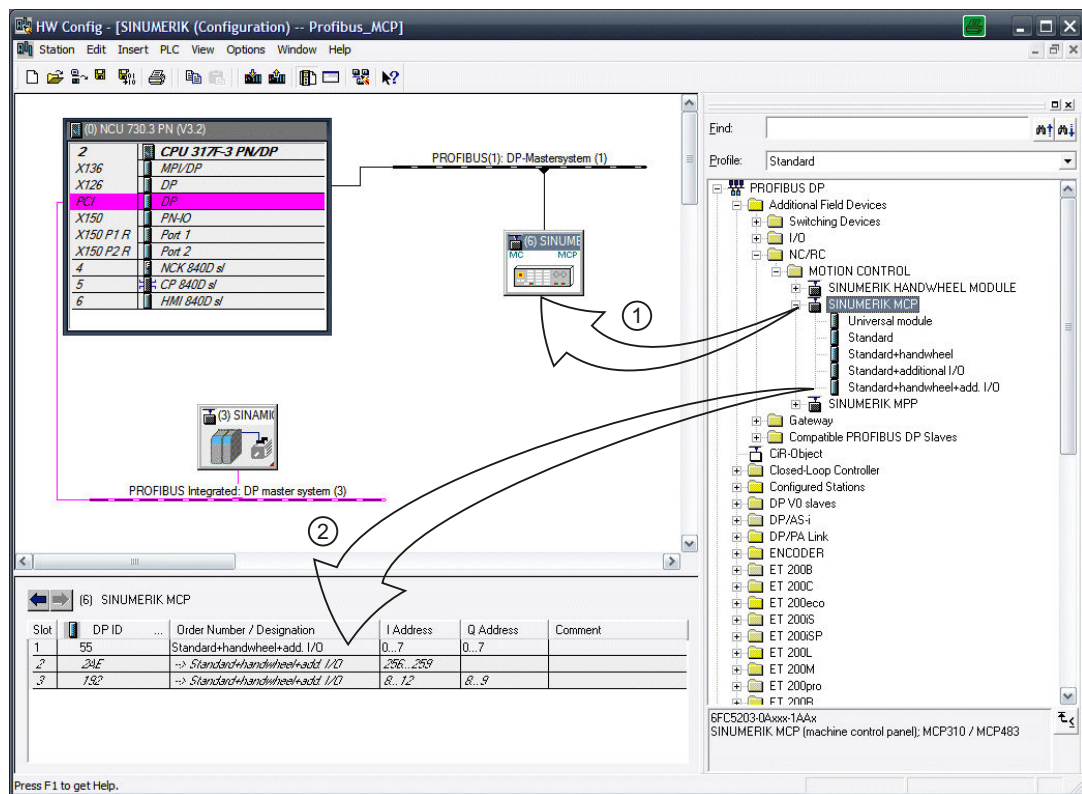 HW Config - [SINUMERIK (Configuration) -- Profibus_MCP]
Station Edit Insert PLC View Options Window Help
(0) NCU 730.3 PN (V3.2)
2 CPU 317F-3 PN/DP
X136 MPI/DP
X126 DP
PCI DP
X150 PN-IO
X150 P1 R Port 1
X150 P2 R Port 2
4 NCK 840D sl
5 CP 840D sl
6 HMI 840D sl
PROFIBUS(1): DP-Mastersystem (1)
(6) SINUME
MC MCP
1
(3) SINAMI
PROFIBUS Integrated: DP master system (3)
2
Find:
Profile: Standard
PROFIBUS DP
Additional Field Devices
Switching Devices
I/O
NC/RC
MOTION CONTROL
SINUMERIK HANDWHEEL MODULE
SINUMERIK MCP
Universal module
Standard
Standard+handwheel
Standard+additional I/O
Standard+handwheel+add. I/O
SINUMERIK MPP
Gateway
Compatible PROFIBUS DP Slaves
CiR-Object
Closed-Loop Controller
Configured Stations
DP V0 slaves
DP/AS-i
DP/PA Link
ENCODER
ET 200B
ET 200C
ET 200eco
ET 200iS
ET 200iSP
ET 200L
ET 200M
ET 200pro
ET 200R
6FC5203-0Axxx-1AAx
SINUMERIK MCP (machine control panel); MCP310 / MCP483
(6) SINUMERIK MCP
Slot DP ID ... Order Number / Designation I Address Q Address Comment
1 55 Standard+handwheel+add. I/O 0...7 0...7
2 2AE --> Standard+handwheel+add. I/O 256...259
3 192 --> Standard+handwheel+add. I/O 8...12 8...9
Press F1 to get Help.